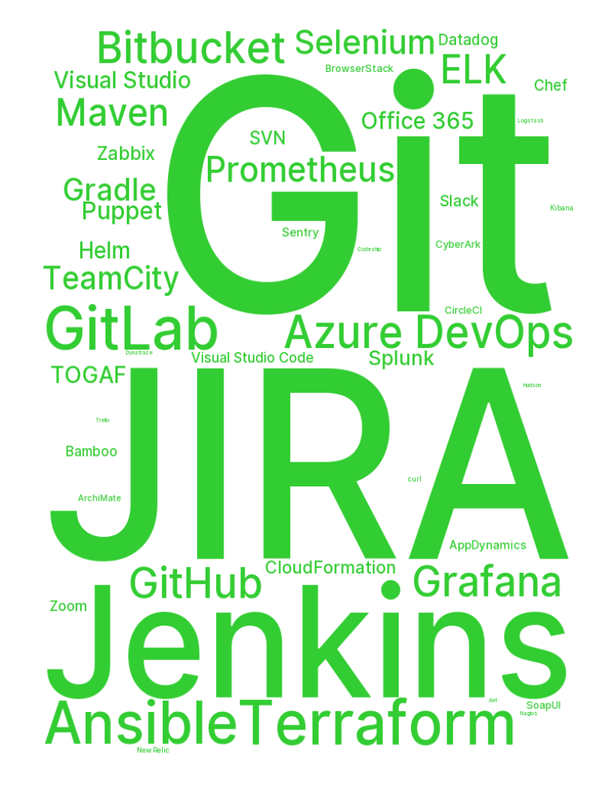 Bitbucket
Selenium
Datadog
BrowserStack
ELK
Visual Studio
Chef
Maven
Office 365
Logstash
Git
SVN
Zabbix
Prometheus
Gradle
Slack
Puppet
Kibana
Sentry
Helm
Codeship
CyberArk
TeamCity
CircleCI
GitLab
Azure DevOps
Dynatrace
Visual Studio Code
Splunk
TOGAF
Hudson
JIRA
Trello
Bamboo
curl
ArchiMate
AppDynamics
GitHub
CloudFormation
Grafana
Zoom
Jenkins
Ant
SoapUI
Nagios
Ansible
Terraform
New Relic